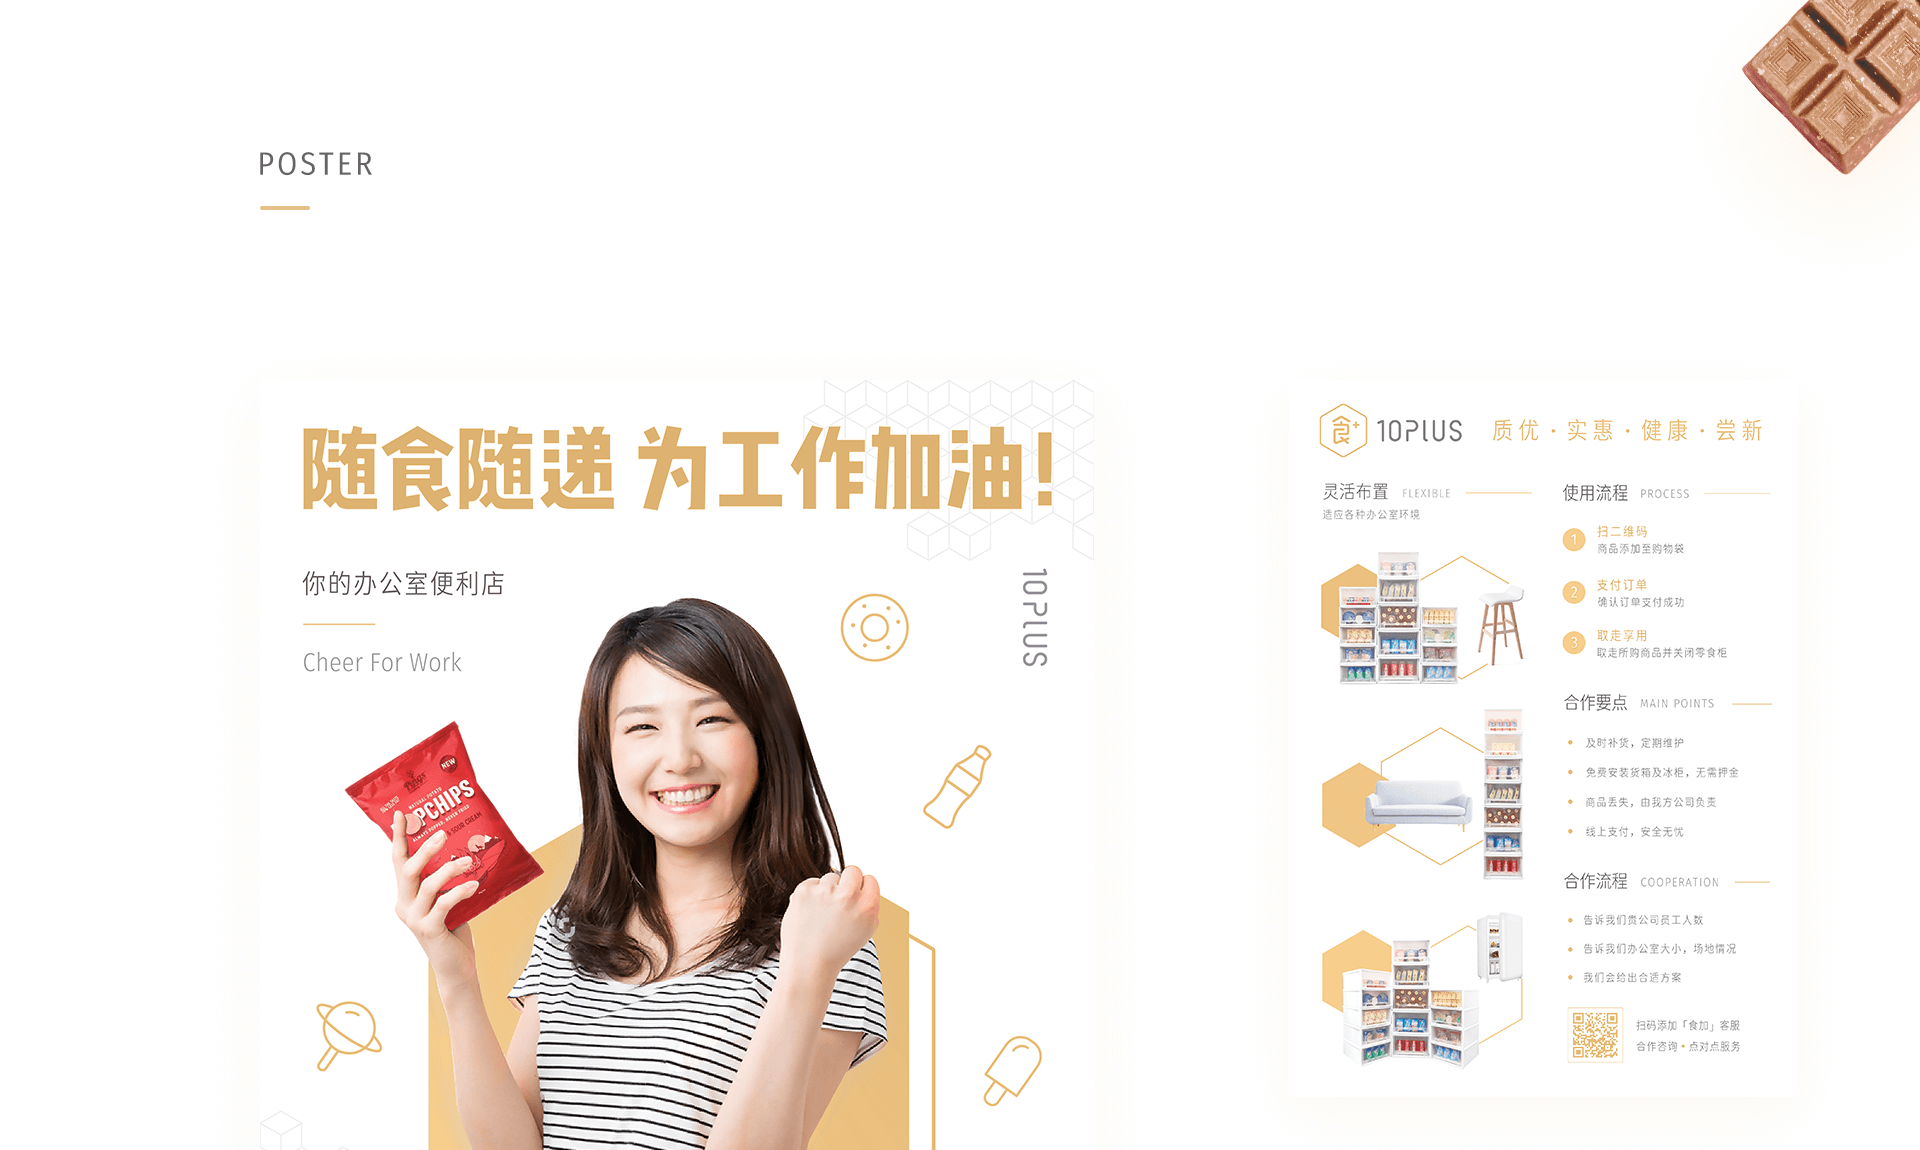 POSTER
随食随递 为工作加油!
你的办公室便利店
Cheer For Work
10PLUS
NEW
NATURAL POTATO
PCHIPS
SOUR CREAM
食+ 10PLUS 质优·实惠·健康·尝新
灵活布置 FLEXIBLE
适应各种办公室环境
使用流程 PROCESS
1 扫二维码
商品添加至购物袋
2 支付订单
确认订单支付成功
3 取走享用
取走所购商品并关闭零食柜
合作要点 MAIN POINTS
• 及时补货，定期维护
• 免费安装货箱及冰柜，无需押金
• 商品丢失，由我方公司负责
• 线上支付，安全无忧
合作流程 COOPERATION
• 告诉我们贵公司员工人数
• 告诉我们办公室大小，场地情况
• 我们会给出合适方案
扫码添加「食加」客服
合作咨询•点对点服务